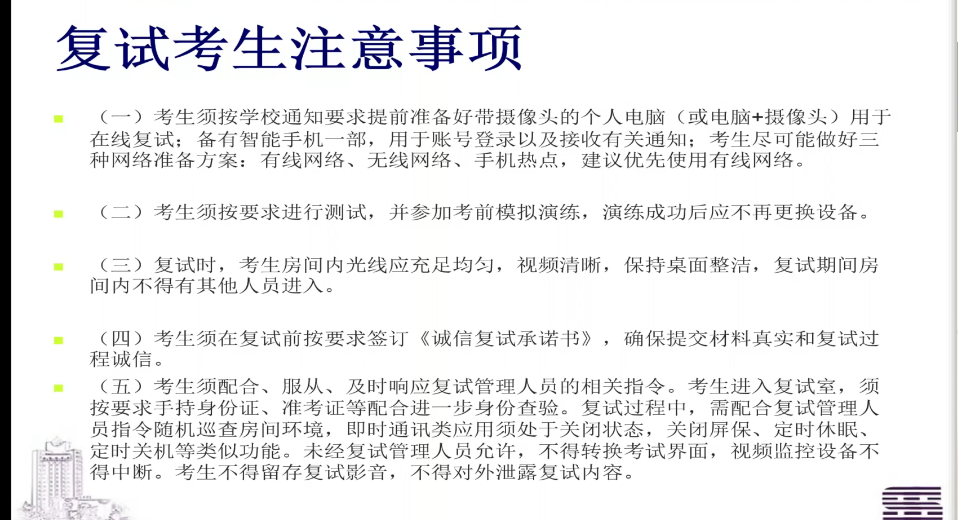 复试考生注意事项
（一）考生须按学校通知要求提前准备好带摄像头的个人电脑（或电脑+摄像头）用于
在线复试；备有智能手机一部，用于账号登录以及接收有关通知；考生尽可能做好三
种网络准备方案：有线网络、无线网络、手机热点，建议优先使用有线网络。
（二）考生须按要求进行测试，并参加考前模拟演练，演练成功后应不再更换设备。
（三）复试时，考生房间内光线应充足均匀，视频清晰，保持桌面整洁，复试期间房
间内不得有其他人员进入。
（四）考生须在复试前按要求签订《诚信复试承诺书》，确保提交材料真实和复试过
程诚信。
（五）考生须配合、服从、及时响应复试管理人员的相关指令。考生进入复试室，须
按要求手持身份证、准考证等配合进一步身份查验。复试过程中，需配合复试管理人
员指令随机巡查房间环境，即时通讯类应用须处于关闭状态，关闭屏保、定时休眠、
定时关机等类似功能。未经复试管理人员允许，不得转换考试界面，视频监控设备不
得中断。考生不得留存复试影音，不得对外泄露复试内容。